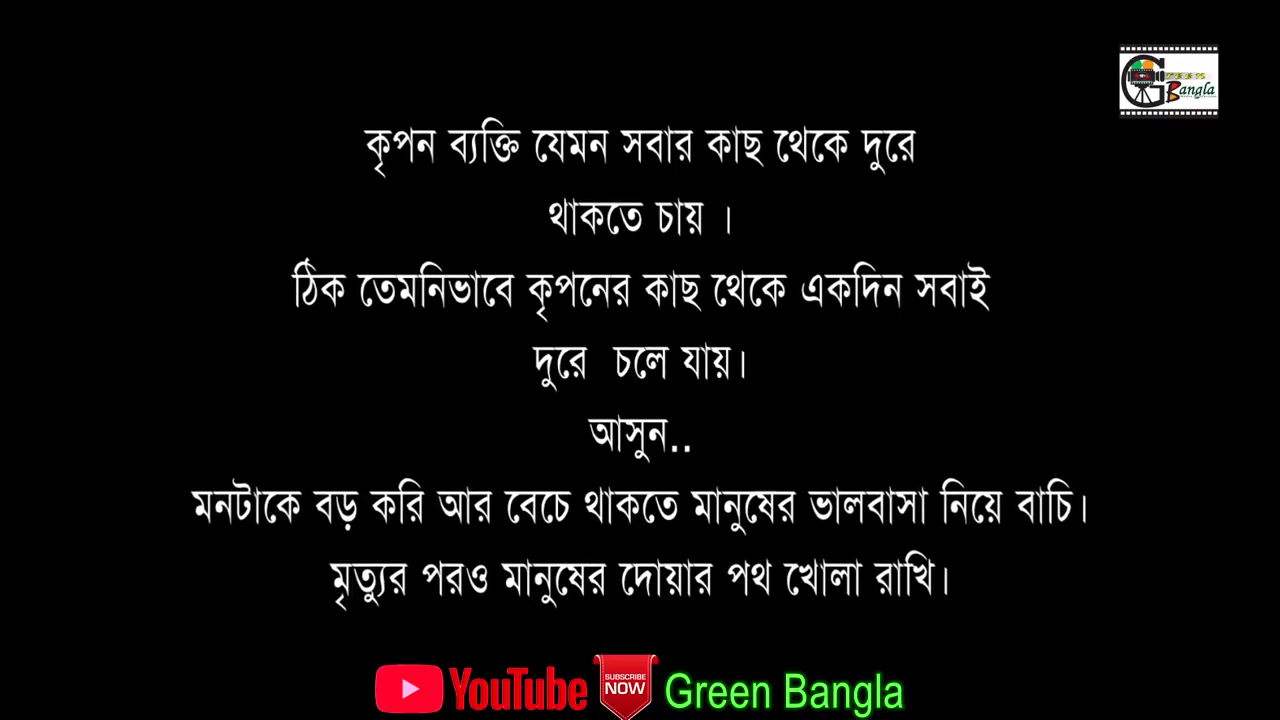 Bangla
কৃপন ব্যক্তি যেমন সবার কাছ থেকে দুরে
থাকতে চায় ।
ঠিক তেমনিভাবে কৃপনের কাছ থেকে একদিন সবাই
দুরে চলে যায়।
আসুন..
মনটাকে বড় করি আর বেচে থাকতে মানুষের ভালবাসা নিয়ে বাচি।
মৃত্যুর পরও মানুষের দোয়ার পথ খোলা রাখি।
YouTube SUBSCRIBE NOW Green Bangla